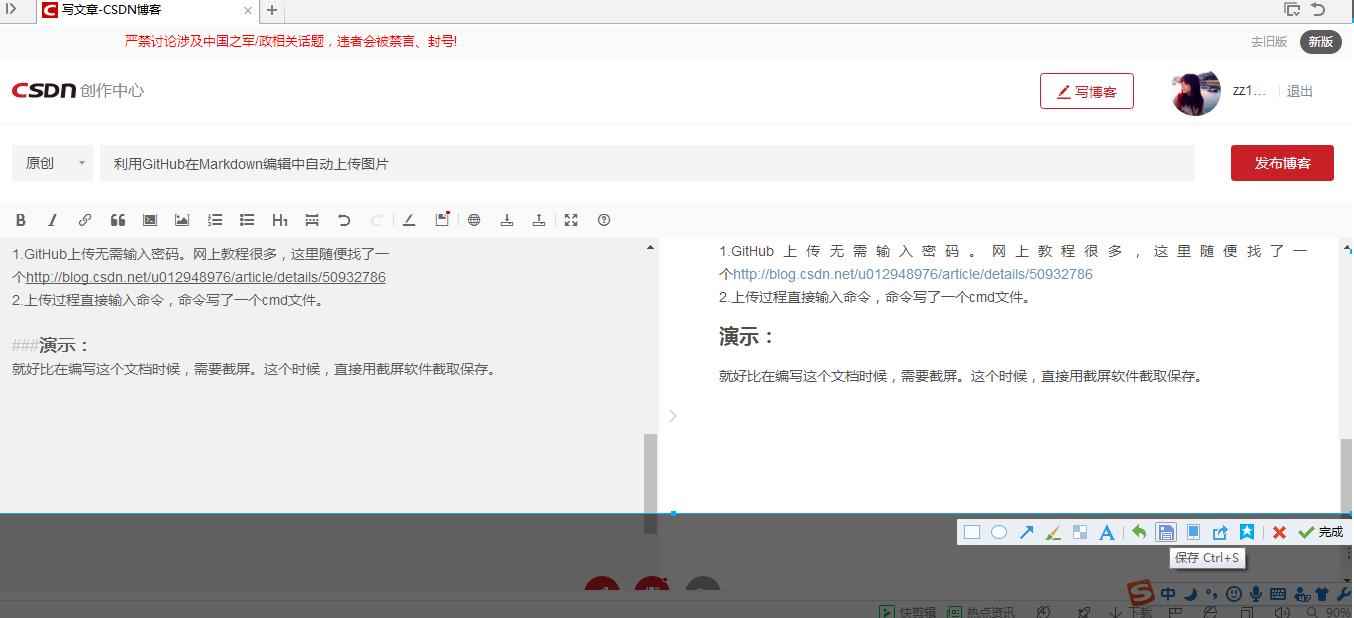 写文章-CSDN博客
严禁讨论涉及中国之军/政相关话题，违者会被禁言、封号!
去旧版 新版
CSDN 创作中心
写博客
zz1... 退出
原创
利用GitHub在Markdown编辑中自动上传图片
发布博客
1.GitHub上传无需输入密码。网上教程很多，这里随便找了一
个http://blog.csdn.net/u012948976/article/details/50932786
2.上传过程直接输入命令，命令写了一个cmd文件。
###演示：
就好比在编写这个文档时候，需要截屏。这个时候，直接用截屏软件截取保存。
1.GitHub上传无需输入密码。网上教程很多，这里随便找了一
个http://blog.csdn.net/u012948976/article/details/50932786
2.上传过程直接输入命令，命令写了一个cmd文件。
演示：
就好比在编写这个文档时候，需要截屏。这个时候，直接用截屏软件截取保存。
完成
保存 Ctrl+S
中
快剪辑 热点资讯 下载 90%